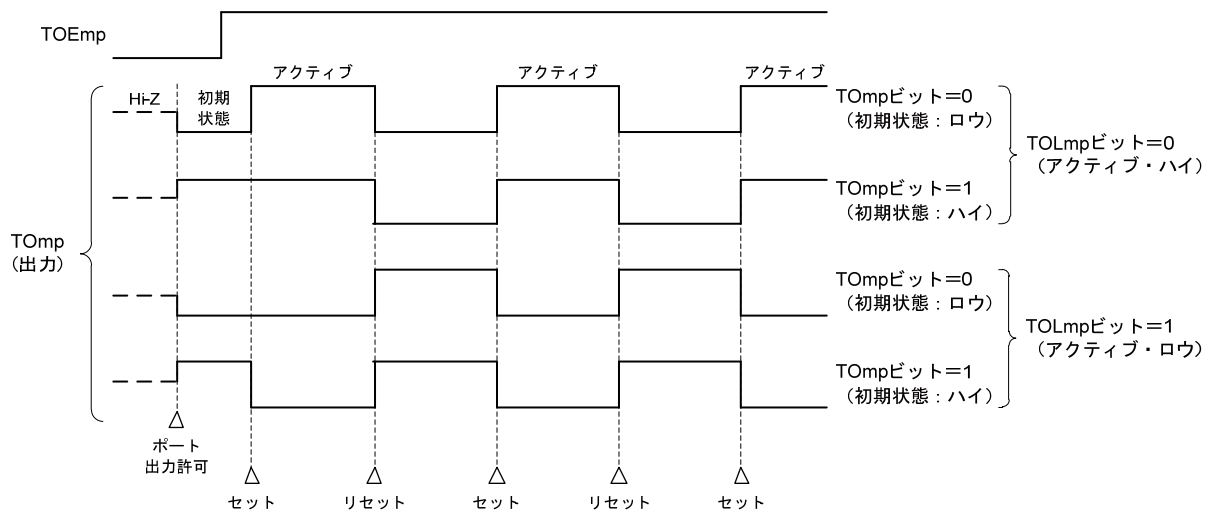 TOEmp
アクティブ
アクティブ
アクティブ
Hi-Z
初期
状態
TOmpビット＝0
（初期状態：ロウ）
TOLmpビット＝0
（アクティブ・ハイ）
TOmpビット＝1
（初期状態：ハイ）
TOmp
（出力）
TOmpビット＝0
（初期状態：ロウ）
TOLmpビット＝1
（アクティブ・ロウ）
TOmpビット＝1
（初期状態：ハイ）
ポート
出力許可
セット
リセット
セット
リセット
セット